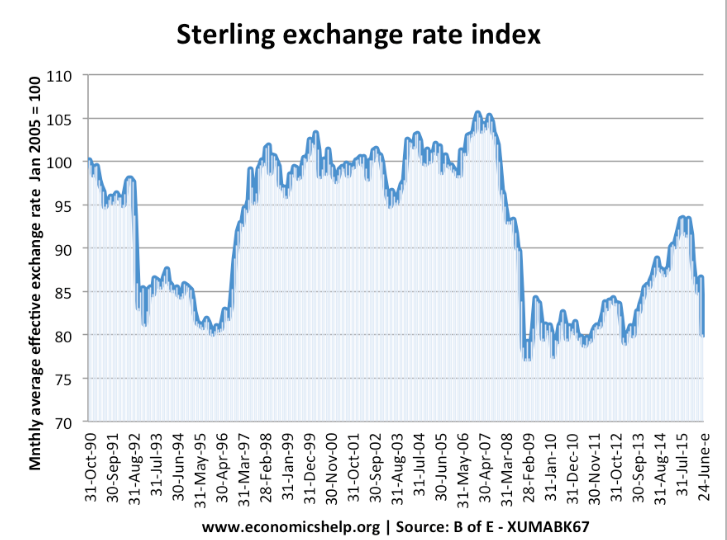 Sterling exchange rate index
Mnthly average effective exchange rate Jan 2005 = 100
110
105
100
95
90
85
80
75
70
31-Oct-90
30-Sep-91
31-Aug-92
31-Jul-93
30-Jun-94
31-May-95
30-Apr-96
31-Mar-97
28-Feb-98
31-Jan-99
31-Dec-99
30-Nov-00
31-Oct-01
30-Sep-02
31-Aug-03
31-Jul-04
30-Jun-05
31-May-06
30-Apr-07
31-Mar-08
28-Feb-09
31-Jan-10
31-Dec-10
30-Nov-11
31-Oct-12
30-Sep-13
31-Aug-14
31-Jul-15
24-June-e
www.economicshelp.org | Source: B of E - XUMABK67